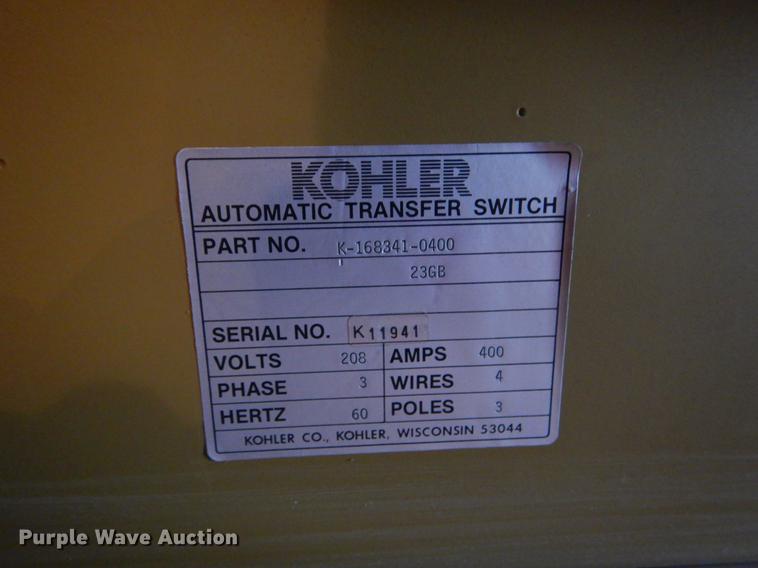 KOHLER
AUTOMATIC TRANSFER SWITCH
PART NO. K-168341-0400
23GB
SERIAL NO. K11941
VOLTS 208 AMPS 400
PHASE 3 WIRES 4
HERTZ 60 POLES 3
KOHLER CO., KOHLER, WISCONSIN 53044
Purple Wave Auction